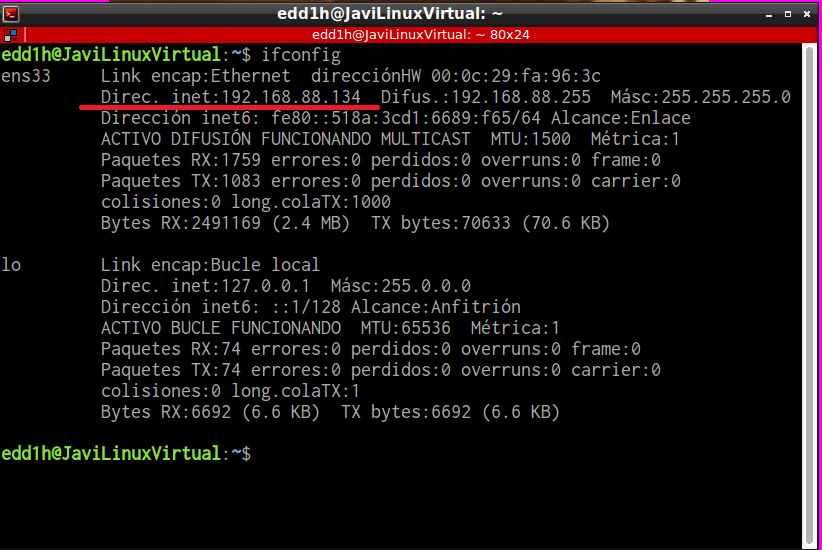 edd1h@JaviLinuxVirtual: ~
edd1h@JaviLinuxVirtual: ~ 80x24
edd1h@JaviLinuxVirtual:~$ ifconfig
ens33     Link encap:Ethernet  direcciónHW 00:0c:29:fa:96:3c
          Direc. inet:192.168.88.134  Difus.:192.168.88.255  Másc:255.255.255.0
          Dirección inet6: fe80::518a:3cd1:6689:f65/64 Alcance:Enlace
          ACTIVO DIFUSIÓN FUNCIONANDO MULTICAST  MTU:1500  Métrica:1
          Paquetes RX:1759 errores:0 perdidos:0 overruns:0 frame:0
          Paquetes TX:1083 errores:0 perdidos:0 overruns:0 carrier:0
          colisiones:0 long.colaTX:1000
          Bytes RX:2491169 (2.4 MB)  TX bytes:70633 (70.6 KB)
lo        Link encap:Bucle local
          Direc. inet:127.0.0.1  Másc:255.0.0.0
          Dirección inet6: ::1/128 Alcance:Anfitrión
          ACTIVO BUCLE FUNCIONANDO  MTU:65536  Métrica:1
          Paquetes RX:74 errores:0 perdidos:0 overruns:0 frame:0
          Paquetes TX:74 errores:0 perdidos:0 overruns:0 carrier:0
          colisiones:0 long.colaTX:1
          Bytes RX:6692 (6.6 KB)  TX bytes:6692 (6.6 KB)
edd1h@JaviLinuxVirtual:~$